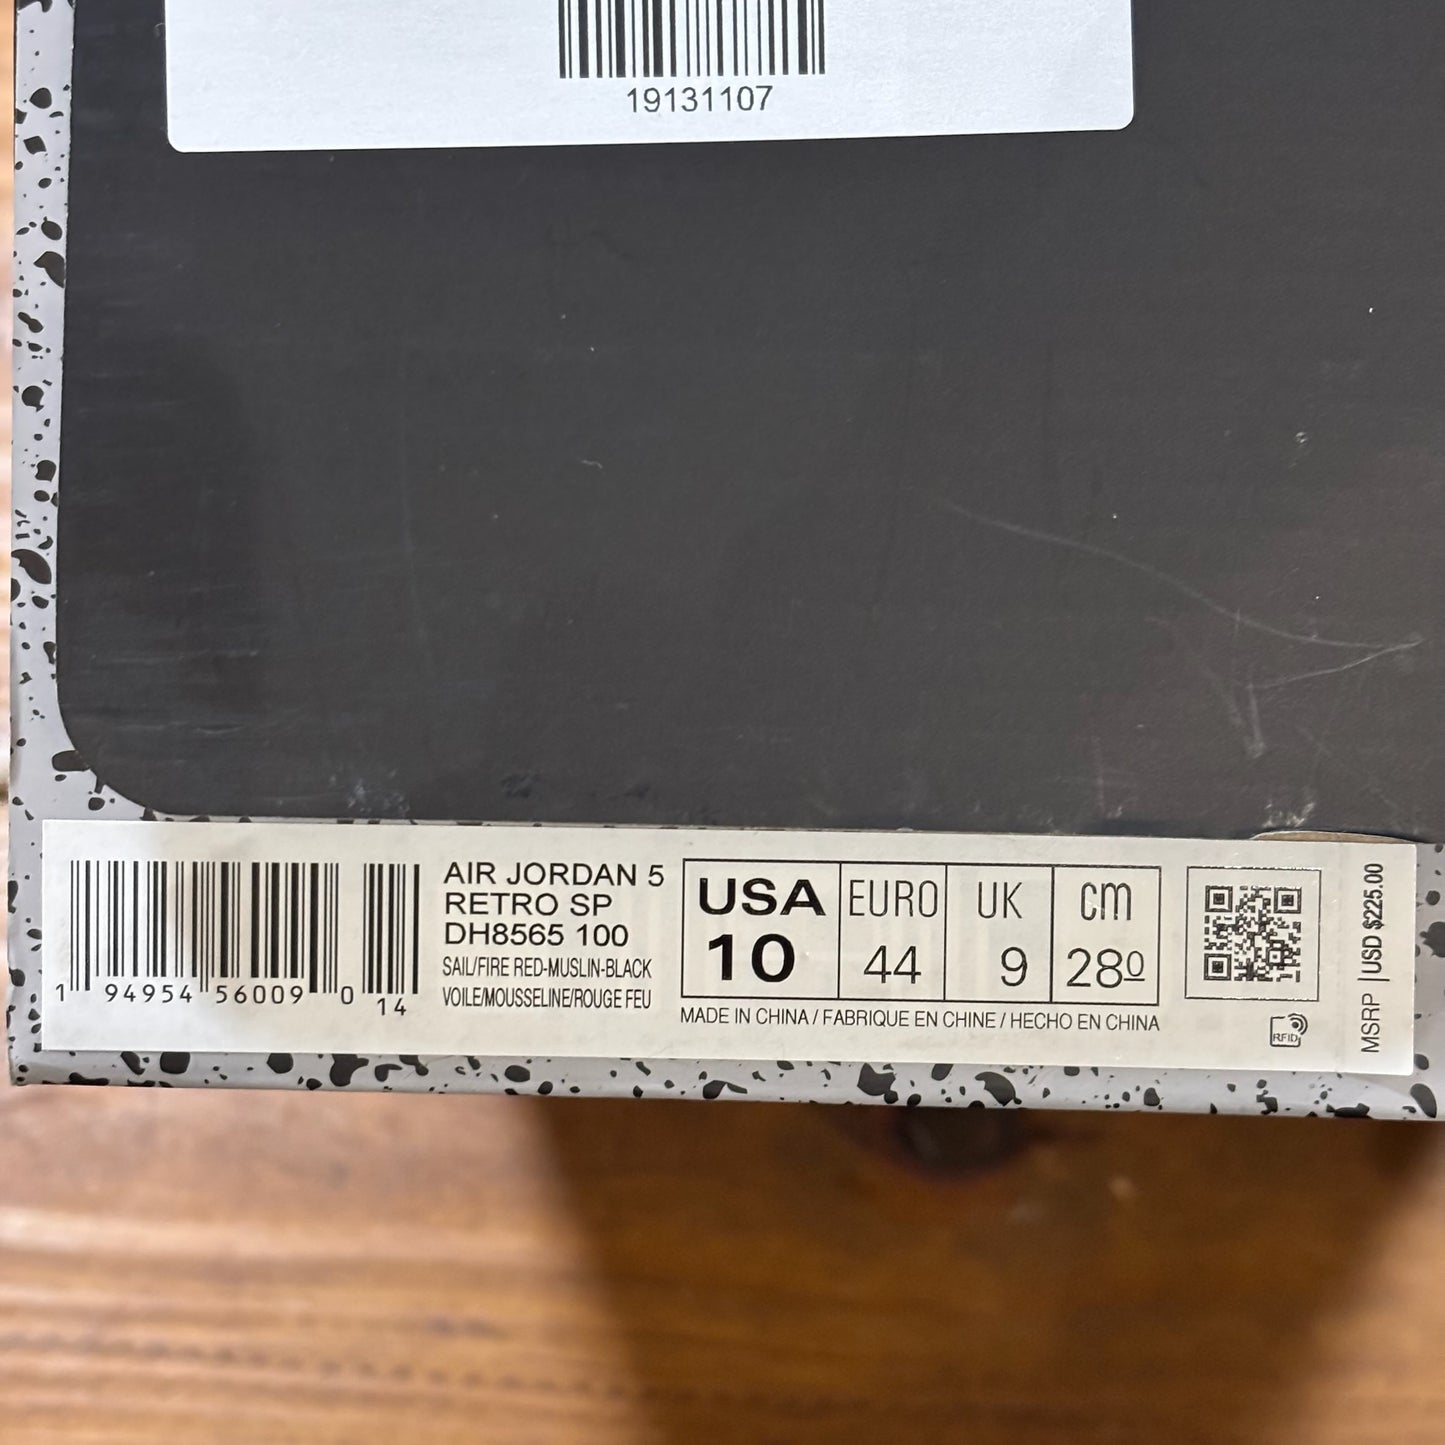 19131107
AIR JORDAN 5
RETRO SP
DH8565 100
SAIL/FIRE RED-MUSLIN-BLACK
VOILE/MOUSSELINE/ROUGE FEU
1 94954 56009 0 14
USA EURO UK cm
10 44 9 280
MADE IN CHINA / FABRIQUE EN CHINE / HECHO EN CHINA
RFID
MSRP | USD $225.00